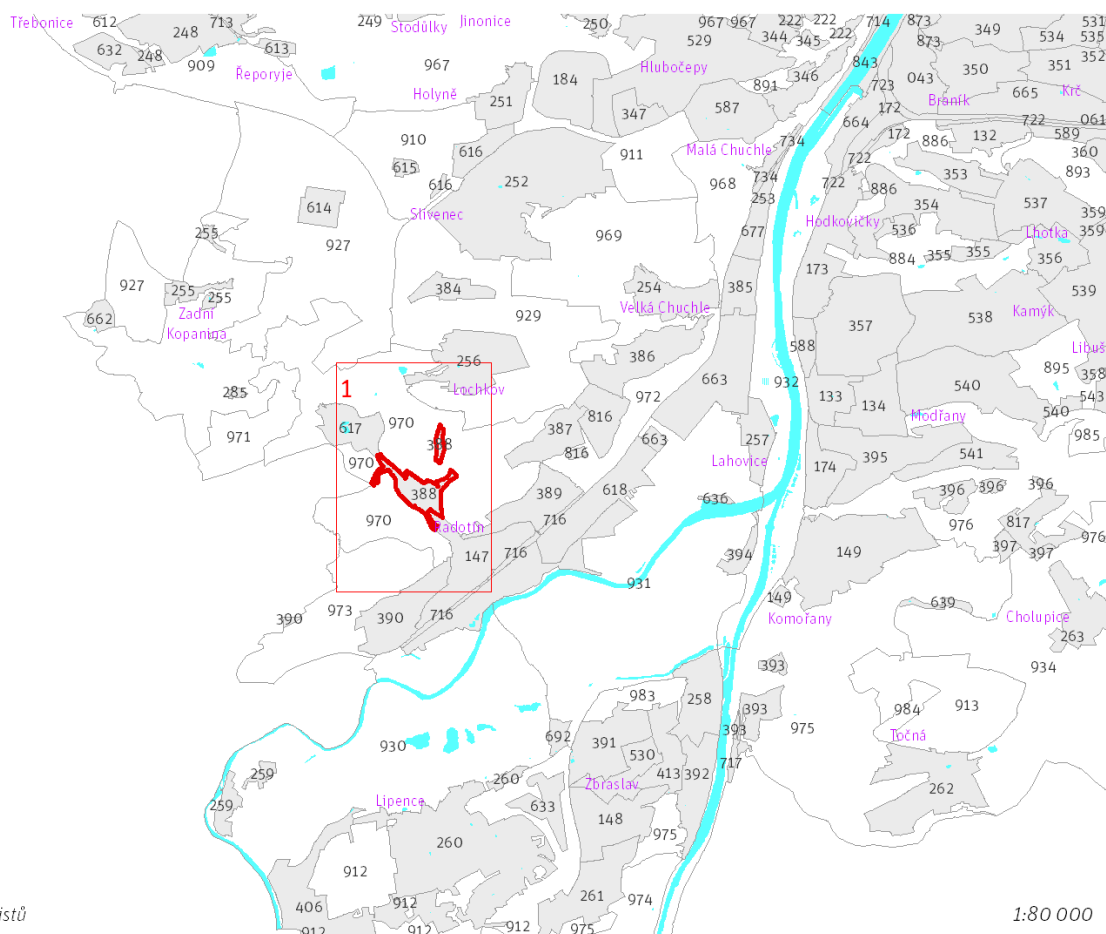 Třebonice 612 713 249 Jinonice 250 967 967 222 222 714 873 349 531
248 Stodůlky 529 344 345 222 873 534 535
632 248 613 967 Hlubočepy 843 352
909 Řeporyje 184 346 043 350 351
Holyně 251 891 723 665 Krč
347 587 172 Braník
664 722 061
910 734 172 132 589
616 911 Malá Chuchle 886 360
615 722 353 893
616 252 968 734 722 886
614 253 354 537
Slivenec Hodkovičky 359
255 677 536 Lhotka 359
927 969 884 355 355 356
173
927 384 254 385 539
255 255
662 Zadní Velká Chuchle Kamýk
Kopanina 929 357 538
588 Libuš
256 386 895 358
1 663 932
285 Lochkov 972 133 540 543
617 970 387 816 134 Modřany 540
971 388 663 257 985
970 816 Lahovice 395 541
174
388 389 618 636 396 396 396
970 Radotín 716 976 817 976
397 397
147 716 394 149
931
973 149 639
390 390 716 Komořany Cholupice
263
393 934
983 258 984 913
393
692 391 393 975 Točná
930 530
259 260 413 392 717
259 Lipence Zbraslav 262
633 148
260 975
912
261 974
406 912
912 912 912 975
istů 1:80 000